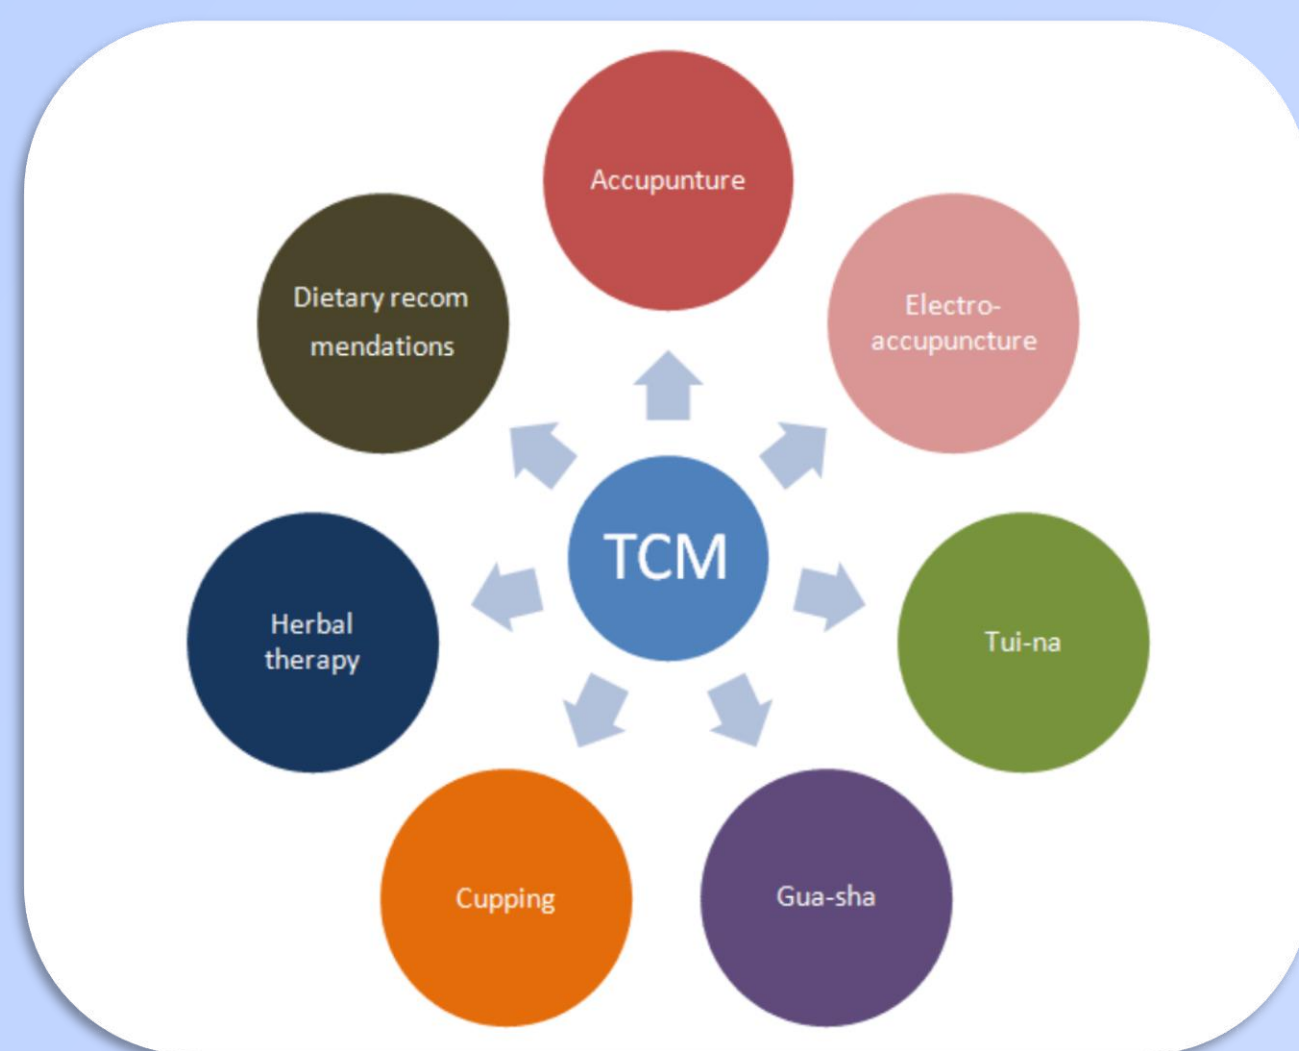 Accupunture
Electro-
accupuncture
Tui-na
Gua-sha
Cupping
Herbal
therapy
Dietary recom
mendations
TCM